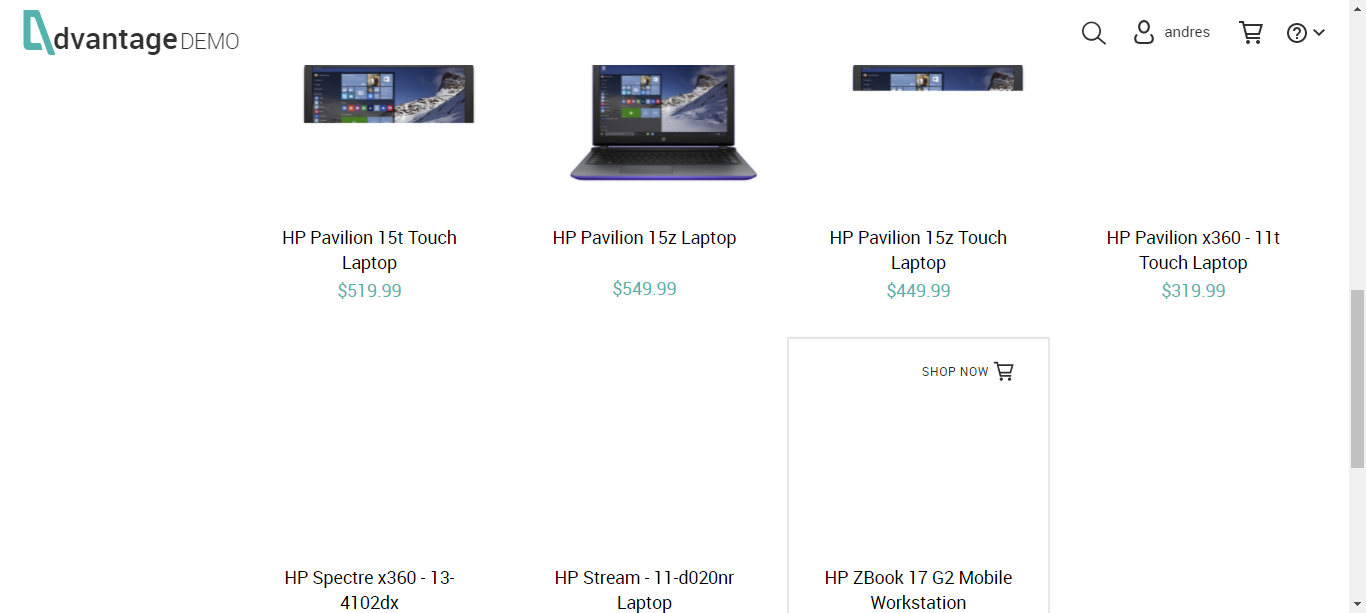 Advantage DEMO
andres
HP Pavilion 15t Touch
Laptop
$519.99
HP Pavilion 15z Laptop
$549.99
HP Pavilion 15z Touch
Laptop
$449.99
HP Pavilion x360 - 11t
Touch Laptop
$319.99
SHOP NOW
HP Spectre x360 - 13-
4102dx
HP Stream - 11-d020nr
Laptop
HP ZBook 17 G2 Mobile
Workstation